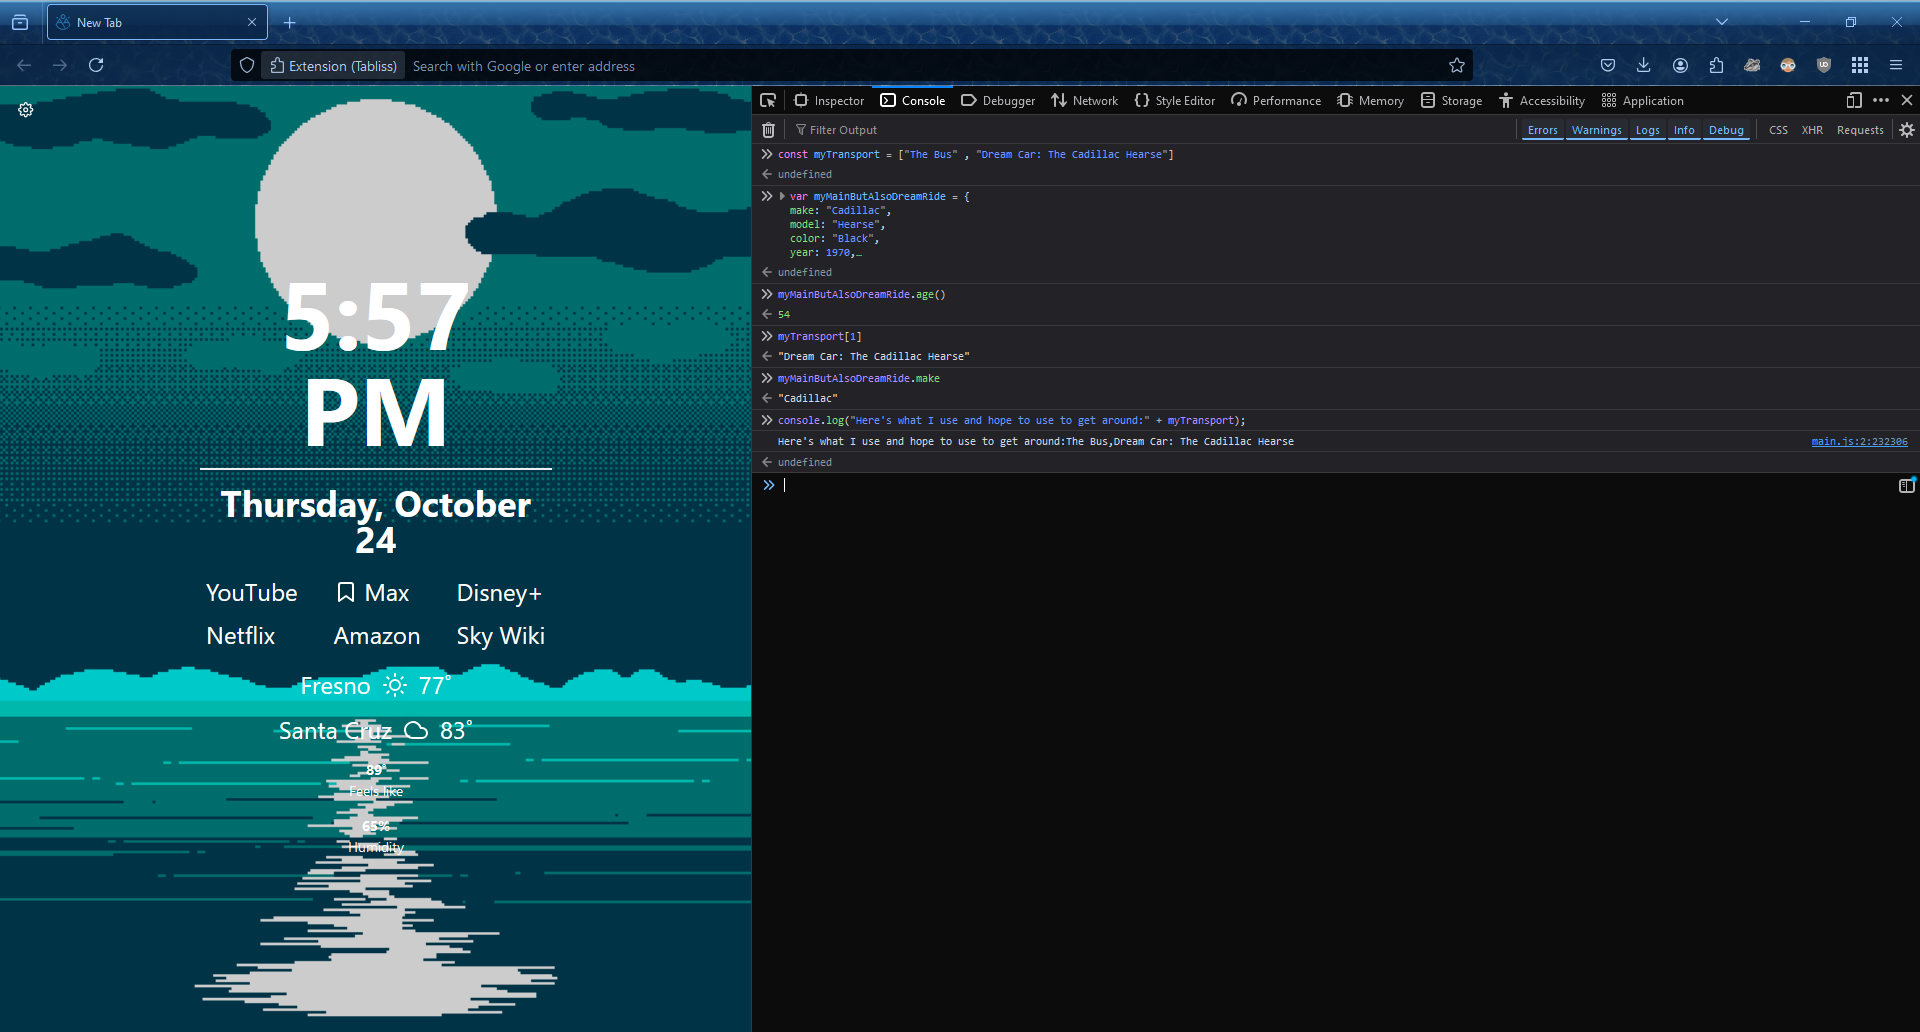 New Tab
Extension (Tabliss)
Search with Google or enter address
5:57
PM
Thursday, October
24
YouTube Max Disney+
Netflix Amazon Sky Wiki
Fresno 77°
Santa Cruz 83°
89°
Feels like
65%
Humidity
Inspector Console Debugger Network {} Style Editor Performance Memory Storage Accessibility Application
Filter Output Errors Warnings Logs Info Debug CSS XHR Requests
const myTransport = ["The Bus" , "Dream Car: The Cadillac Hearse"]
undefined
var myMainButAlsoDreamRide = {
make: "Cadillac",
model: "Hearse",
color: "Black",
year: 1970,…
undefined
myMainButAlsoDreamRide.age()
54
myTransport[1]
"Dream Car: The Cadillac Hearse"
myMainButAlsoDreamRide.make
"Cadillac"
console.log("Here's what I use and hope to use to get around:" + myTransport);
Here's what I use and hope to use to get around:The Bus,Dream Car: The Cadillac Hearse main.js:2:232306
undefined